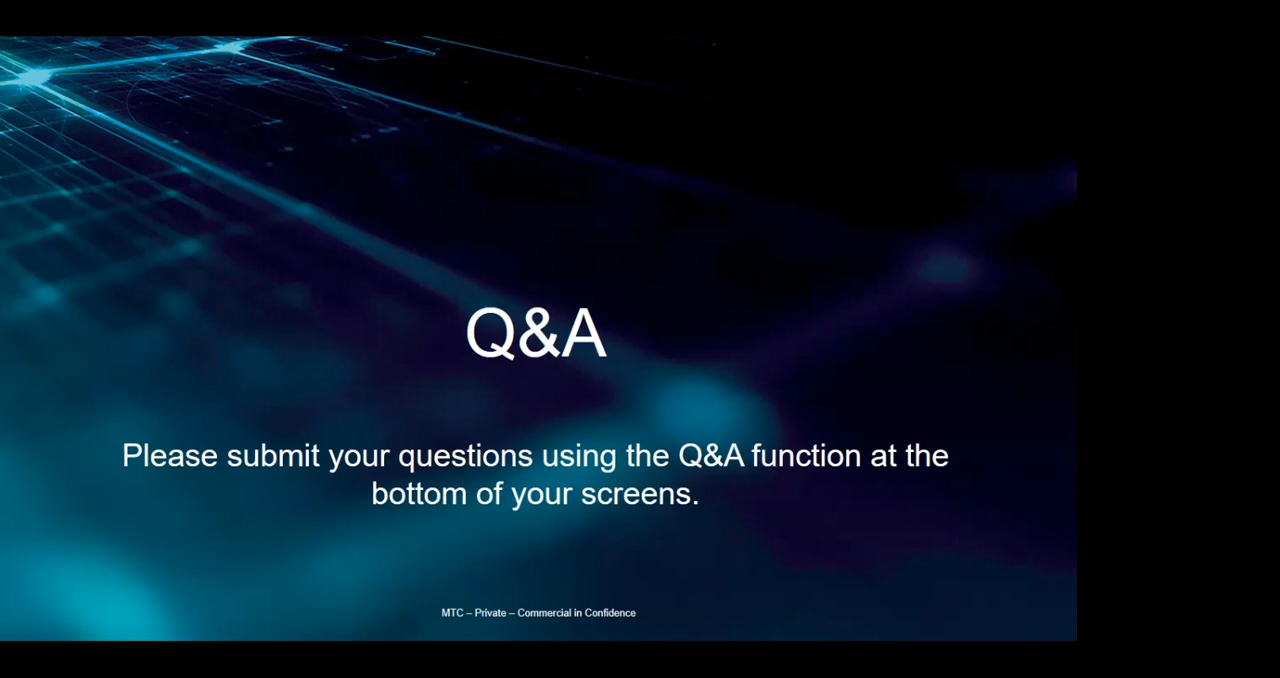 Q&A
Please submit your questions using the Q&A function at the
bottom of your screens.
MTC – Private – Commercial in Confidence